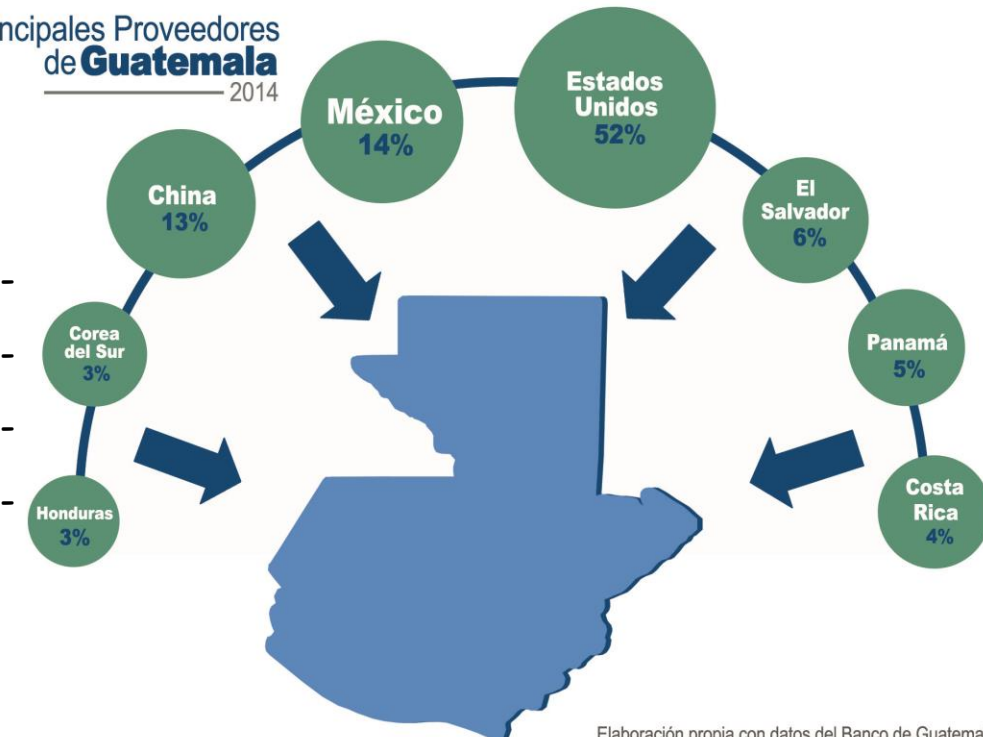 ncipales Proveedores
de Guatemala
2014
México
14%
Estados
Unidos
52%
China
13%
El
Salvador
6%
Corea
del Sur
3%
Panamá
5%
Honduras
3%
Costa
Rica
4%
Elaboración propia con datos del Banco de Guatema